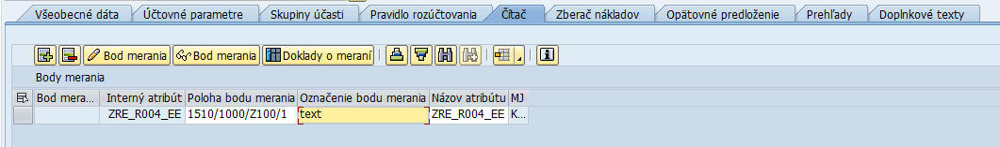 Všeobecné dáta Účtovné parametre Skupiny účasti Pravidlo rozúčtovania Čítač Zberač nákladov Opätovné predloženie Prehľady Doplnkové texty
Bod merania Bod merania Doklady o meraní
Body merania
Bod mera... Interný atribút Poloha bodu merania Označenie bodu merania Názov atribútu MJ
ZRE_R004_EE 1510/1000/Z100/1 text ZRE_R004_EE K...